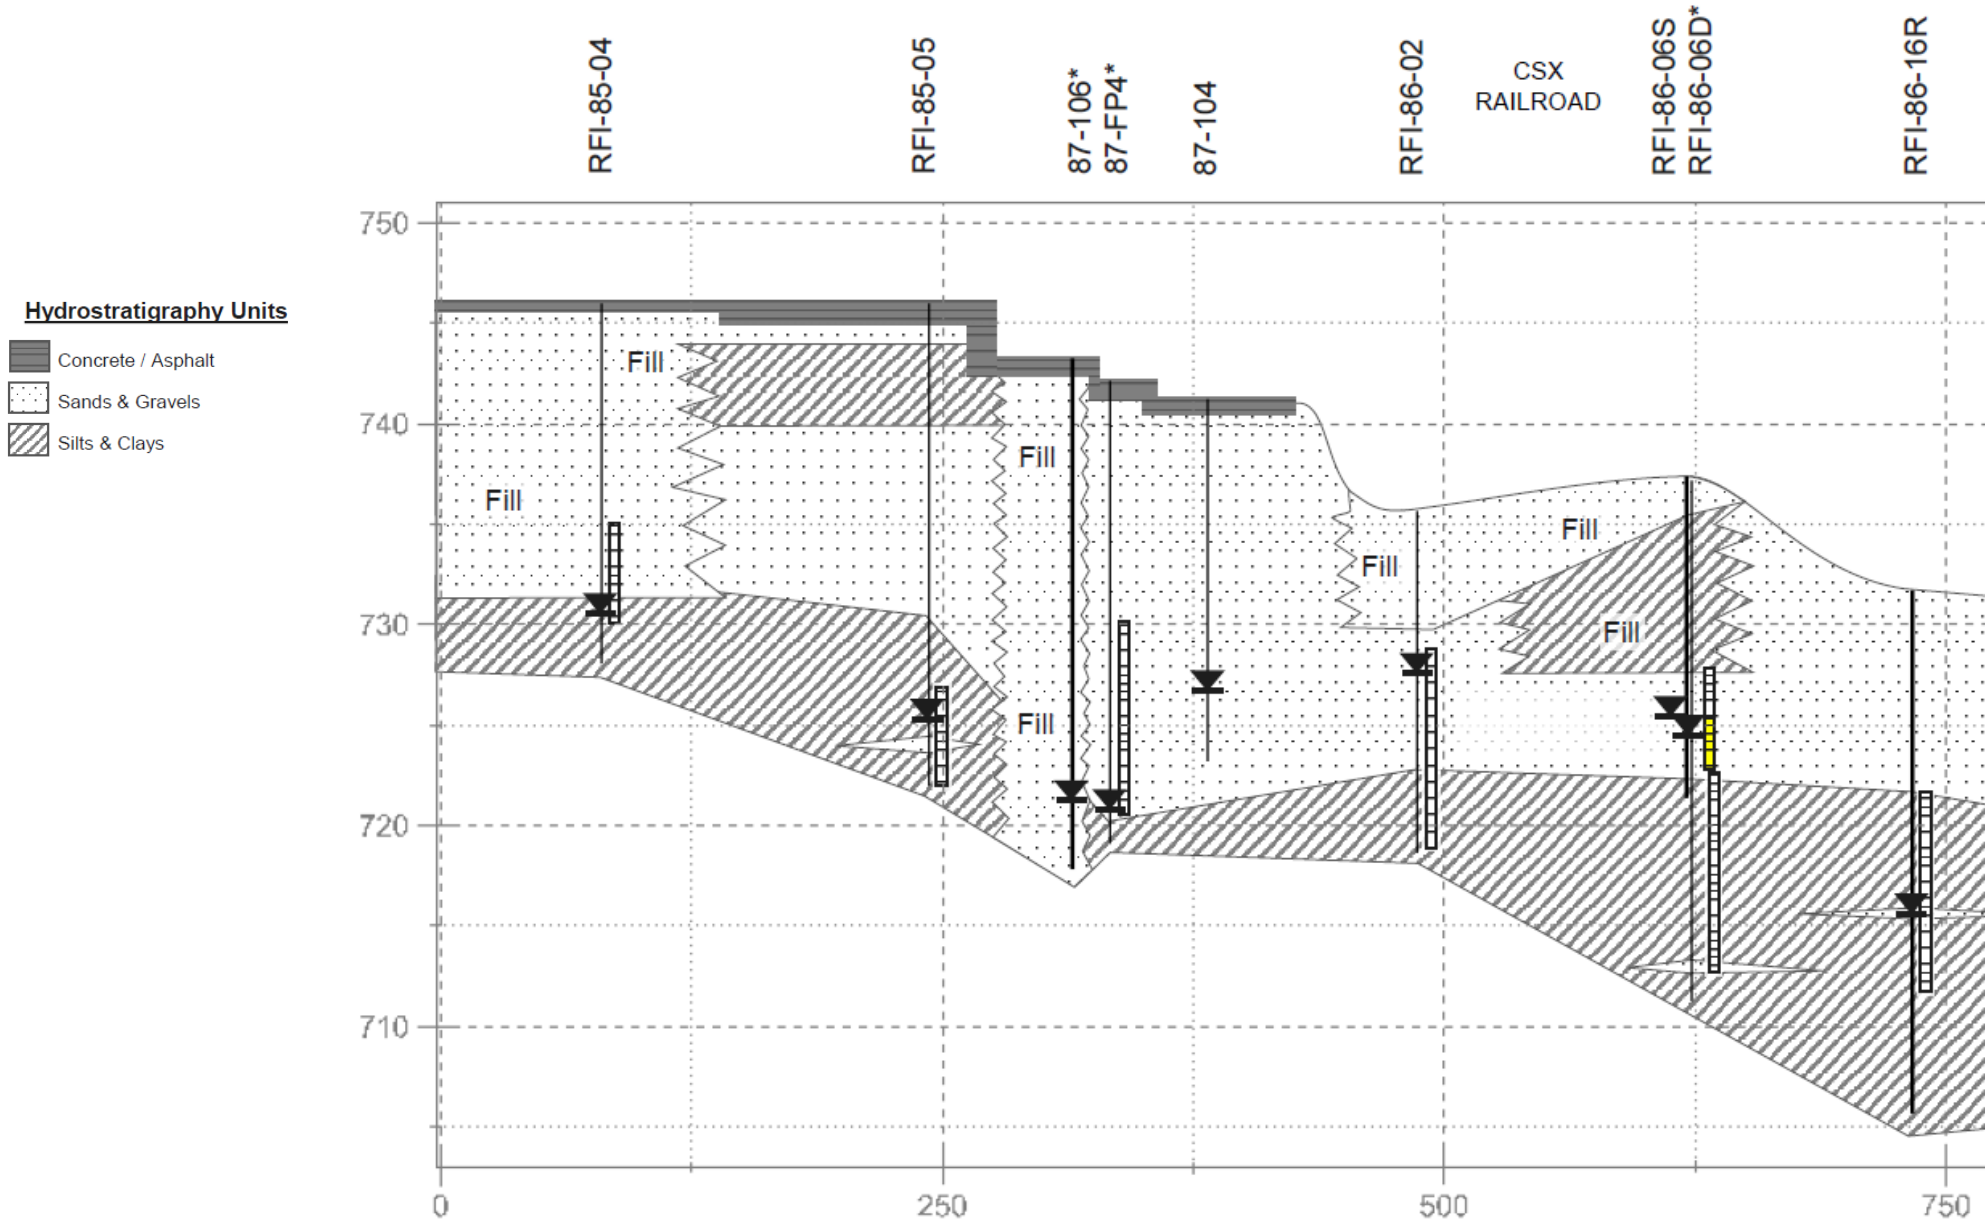 RFI-85-04
RFI-85-05
87-106*
87-FP4*
87-104
RFI-86-02
CSX
RAILROAD
RFI-86-06S
RFI-86-06D*
RFI-86-16R
750
740
730
720
710
Hydrostratigraphy Units
Concrete / Asphalt
Sands & Gravels
Silts & Clays
Fill
Fill
Fill
Fill
Fill
Fill
Fill
0
250
500
750